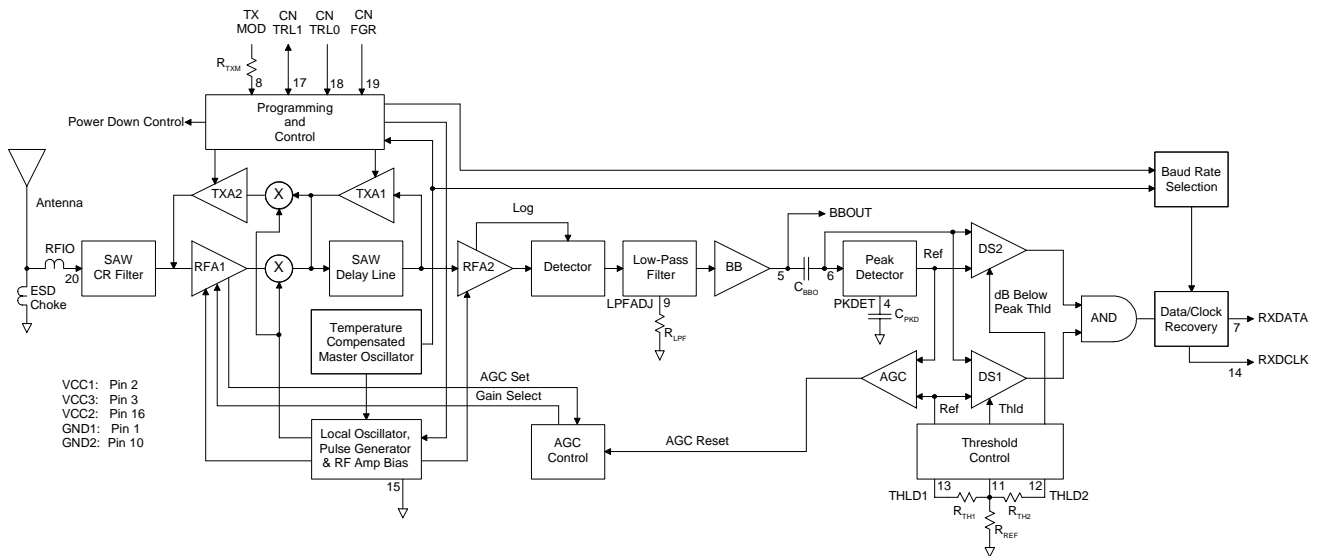 TX
MOD
CN
TRL1
CN
TRL0
CN
FGR
RTXM
8
17
18
19
Programming
and
Control
Power Down Control
Antenna
TXA2
X
TXA1
Baud Rate
Selection
Log
BBOUT
RFIO
20
SAW
CR Filter
RFA1
X
SAW
Delay Line
RFA2
Detector
Low-Pass
Filter
BB
5
CBBO
6
Peak
Detector
Ref
DS2
ESD
Choke
LPFADJ
9
RLPF
PKDET
4
CPKD
dB Below
Peak Thld
AND
Data/Clock
Recovery
7
RXDATA
14
RXDCLK
Temperature
Compensated
Master Oscillator
AGC
DS1
Ref
Thld
VCC1: Pin 2
VCC3: Pin 3
VCC2: Pin 16
GND1: Pin 1
GND2: Pin 10
AGC Set
Gain Select
Local Oscillator,
Pulse Generator
& RF Amp Bias
15
AGC
Control
AGC Reset
Threshold
Control
THLD1
13
11
12
THLD2
RTH1
RTH2
RREF